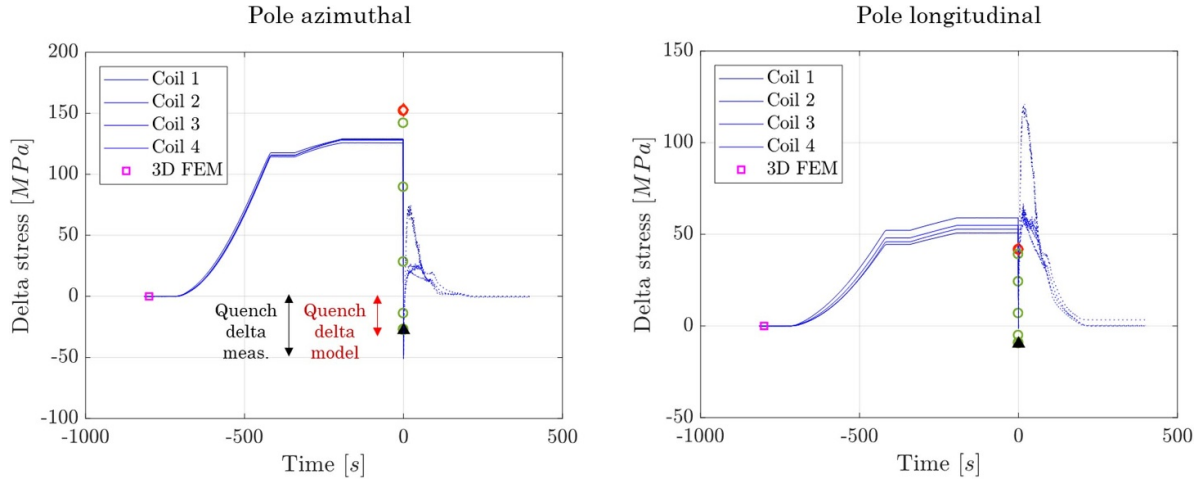 Pole azimuthal
200
150
100
50
0
-50
-100
-1000
-500
0
500
Delta stress [MPa]
Time [s]
Coil 1
Coil 2
Coil 3
Coil 4
3D FEM
Quench
delta
meas.
Quench
delta
model
Pole longitudinal
150
100
50
0
-50
-1000
-500
0
500
Delta stress [MPa]
Time [s]
Coil 1
Coil 2
Coil 3
Coil 4
3D FEM